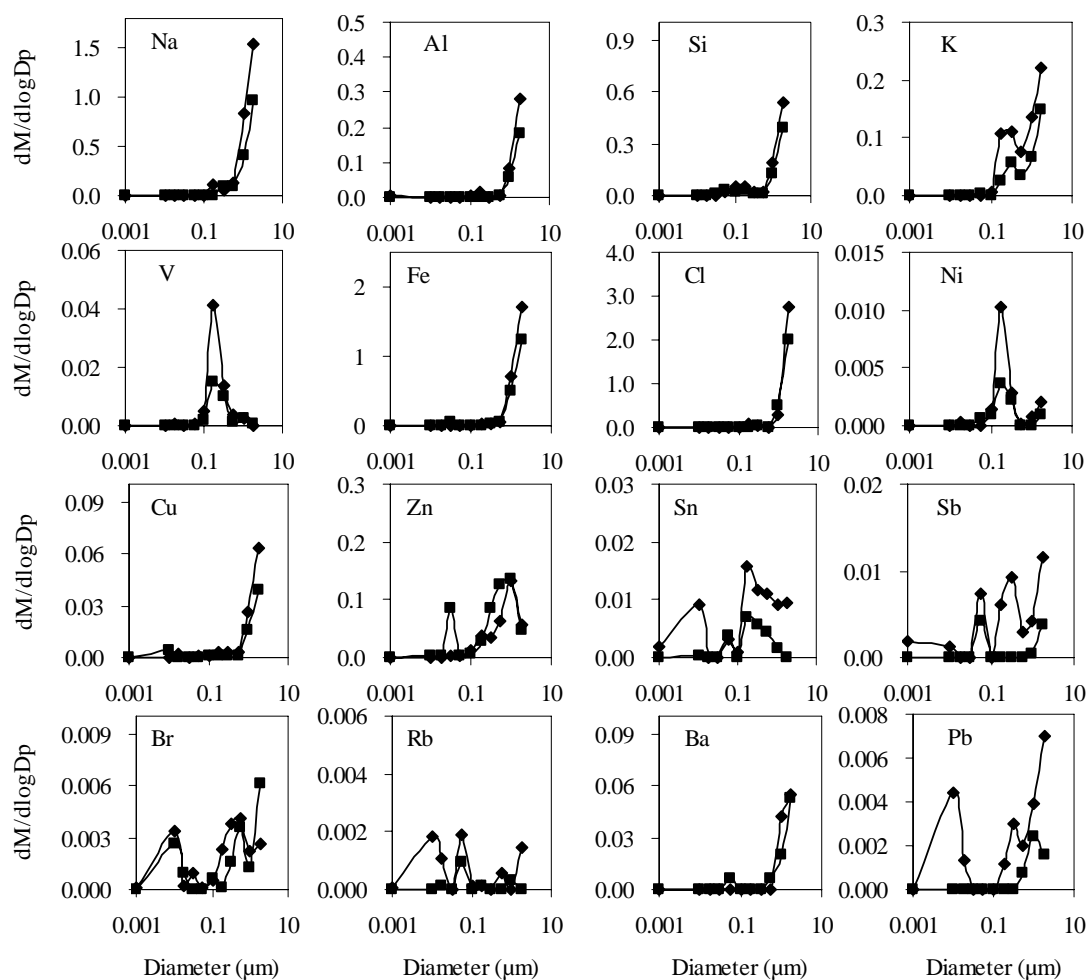 dM/dlogDp
Na
1.5
1.0
0.5
0.0
0.001 0.1 10
Al
0.5
0.4
0.3
0.2
0.1
0.0
0.001 0.1 10
Si
0.9
0.6
0.3
0.0
0.001 0.1 10
K
0.3
0.2
0.1
0.0
0.001 0.1 10
dM/dlogDp
V
0.06
0.04
0.02
0.00
0.001 0.1 10
Fe
2
1
0
0.001 0.1 10
Cl
4.0
3.0
2.0
1.0
0.0
0.001 0.1 10
Ni
0.015
0.010
0.005
0.000
0.001 0.1 10
dM/dlogDp
Cu
0.09
0.06
0.03
0.00
0.001 0.1 10
Zn
0.3
0.2
0.1
0.0
0.001 0.1 10
Sn
0.03
0.02
0.01
0.00
0.001 0.1 10
Sb
0.02
0.01
0.00
0.001 0.1 10
dM/dlogDp
Br
0.009
0.006
0.003
0.000
0.001 0.1 10
Diameter (µm)
Rb
0.006
0.004
0.002
0.000
0.001 0.1 10
Diameter (µm)
Ba
0.09
0.06
0.03
0.00
0.001 0.1 10
Diameter (µm)
Pb
0.008
0.006
0.004
0.002
0.000
0.001 0.1 10
Diameter (µm)